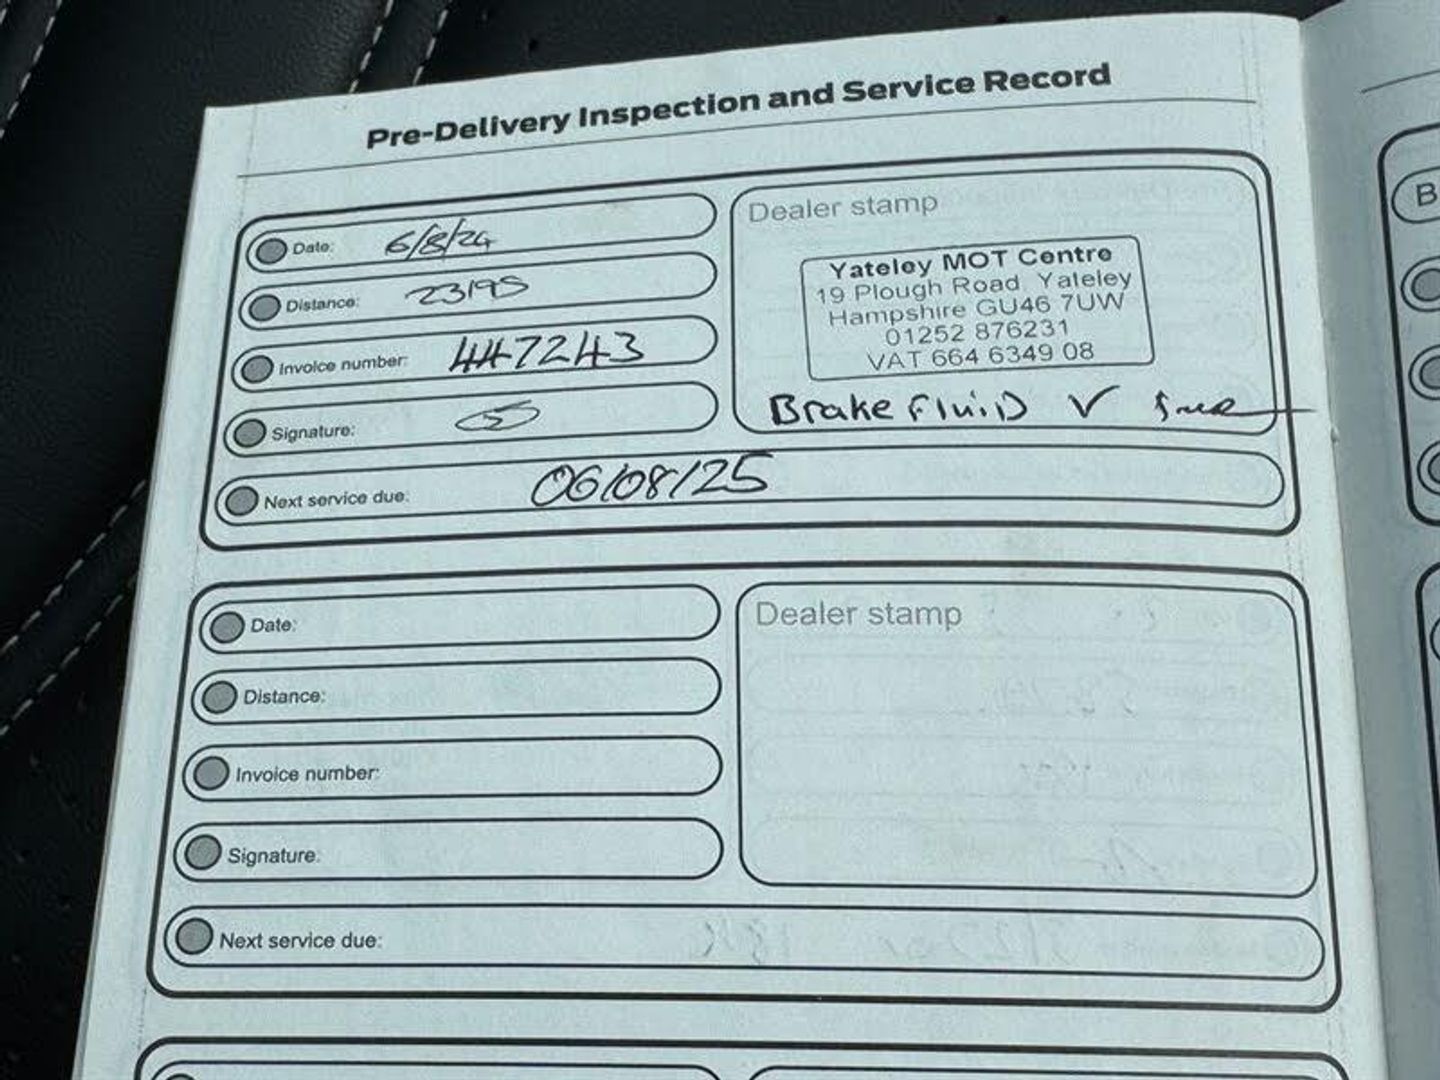 Pre-Delivery Inspection and Service Record
Date: 6/8/24
Distance: 23195
Invoice number: 447243
Signature:
Next service due: 06/08/25
Dealer stamp
Yateley MOT Centre
19 Plough Road Yateley
Hampshire GU46 7UW
01252 876231
VAT 664 6349 08
Brake Fluid ✓
Date:
Distance:
Invoice number:
Signature:
Next service due:
Dealer stamp
B